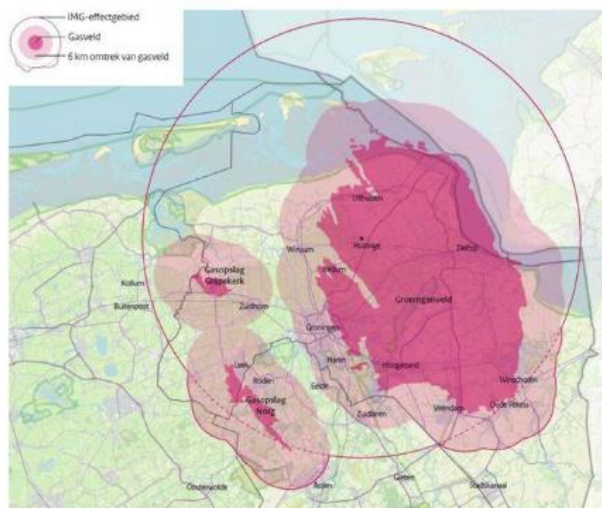 IMG-effectgebied
Gasveld
6 km omtrek van gasveld
Uithuizen
Huizinge
Winsum
Delfzijl
Bedum
Gasopslag
Grijpskerk
Kollum
Buitenpost
Zuidhorn
Groningenveld
Groningen
Haren
Hoogezand
Leek
Roden
Eelde
Gasopslag
Norg
Winschoten
Oude Pekela
Veendam
Zuidlaren
Oosterwolde
Assen
Gieten
Stadskanaal